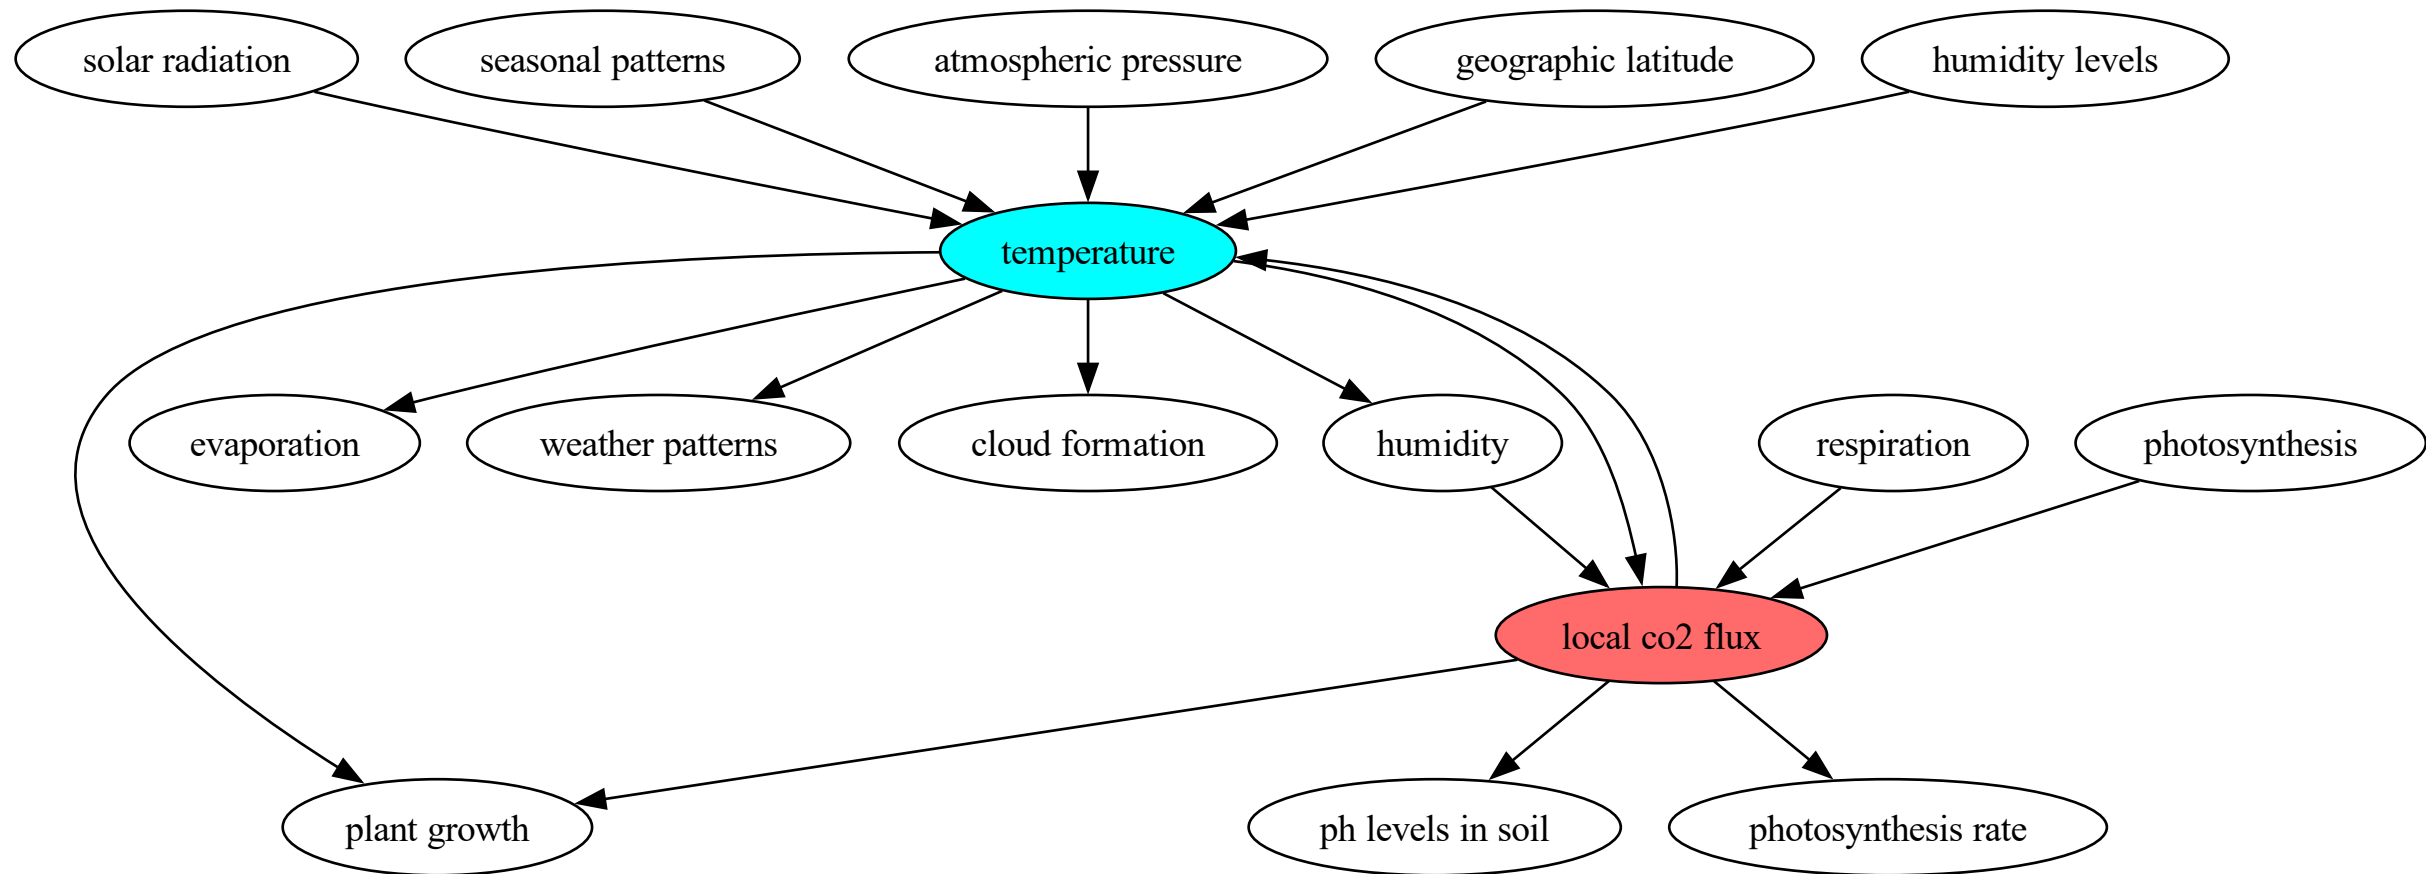 solar radiation
seasonal patterns
atmospheric pressure
geographic latitude
humidity levels
temperature
evaporation
weather patterns
cloud formation
humidity
respiration
photosynthesis
local co2 flux
plant growth
ph levels in soil
photosynthesis rate